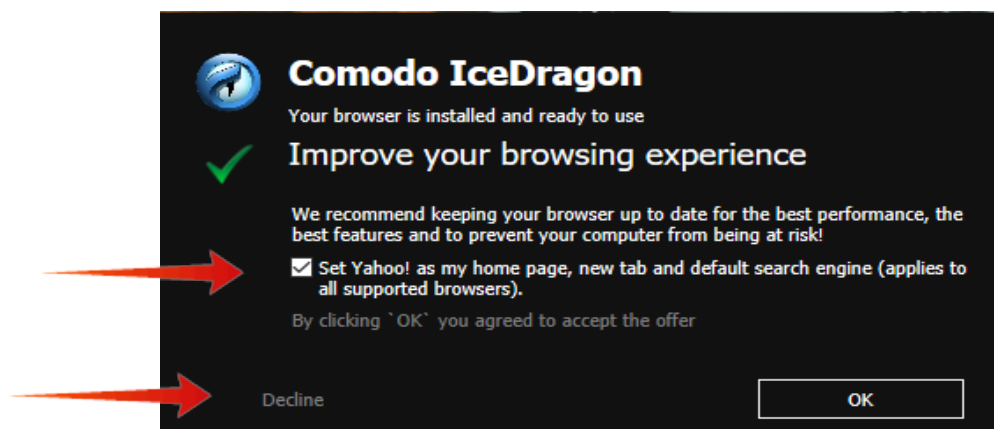 Comodo IceDragon
Your browser is installed and ready to use
Improve your browsing experience
We recommend keeping your browser up to date for the best performance, the
best features and to prevent your computer from being at risk!
Set Yahoo! as my home page, new tab and default search engine (applies to
all supported browsers).
By clicking `OK` you agreed to accept the offer
Decline
OK